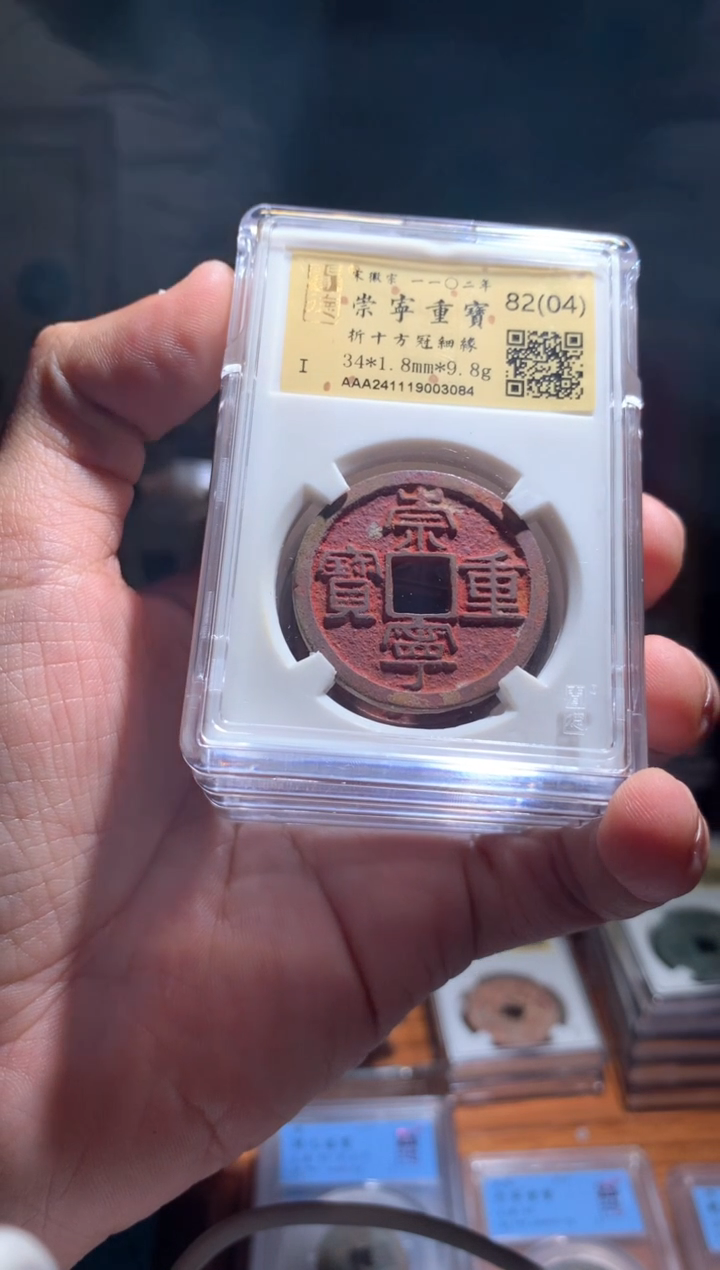 宋徽宗 一一〇二年
崇寧重寶 82(04)
折十方冠細緣
I 34*1.8mm*9.8g
AAA241119003084
崇寧重寶